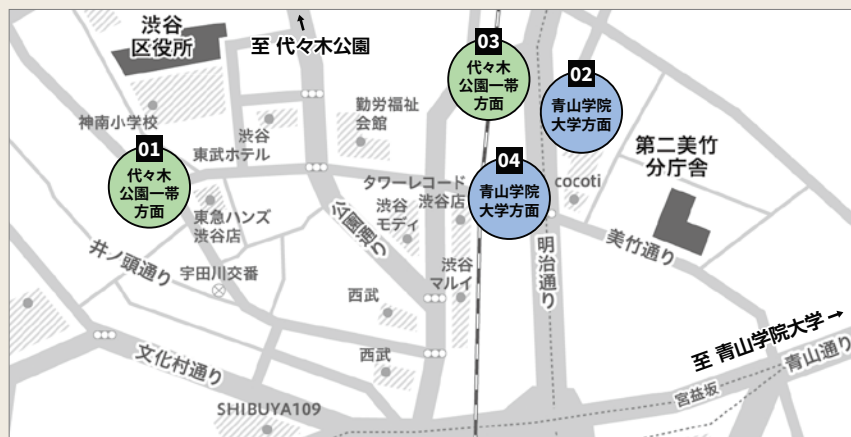 渋谷
区役所
至 代々木公園
03
代々木
公園一帯
方面
02
青山学院
大学方面
神南小学校
勤労福祉
会館
渋谷
東武ホテル
第二美竹
分庁舎
01
代々木
公園一帯
方面
04
青山学院
大学方面
cocoti
タワーレコード
渋谷店
渋谷
モディ
東急ハンズ
渋谷店
公園通り
美竹通り
明治通り
井ノ頭通り
宇田川交番
渋谷
マルイ
西武
西武
文化村通り
至 青山学院大学
青山通り
宮益坂
SHIBUYA109